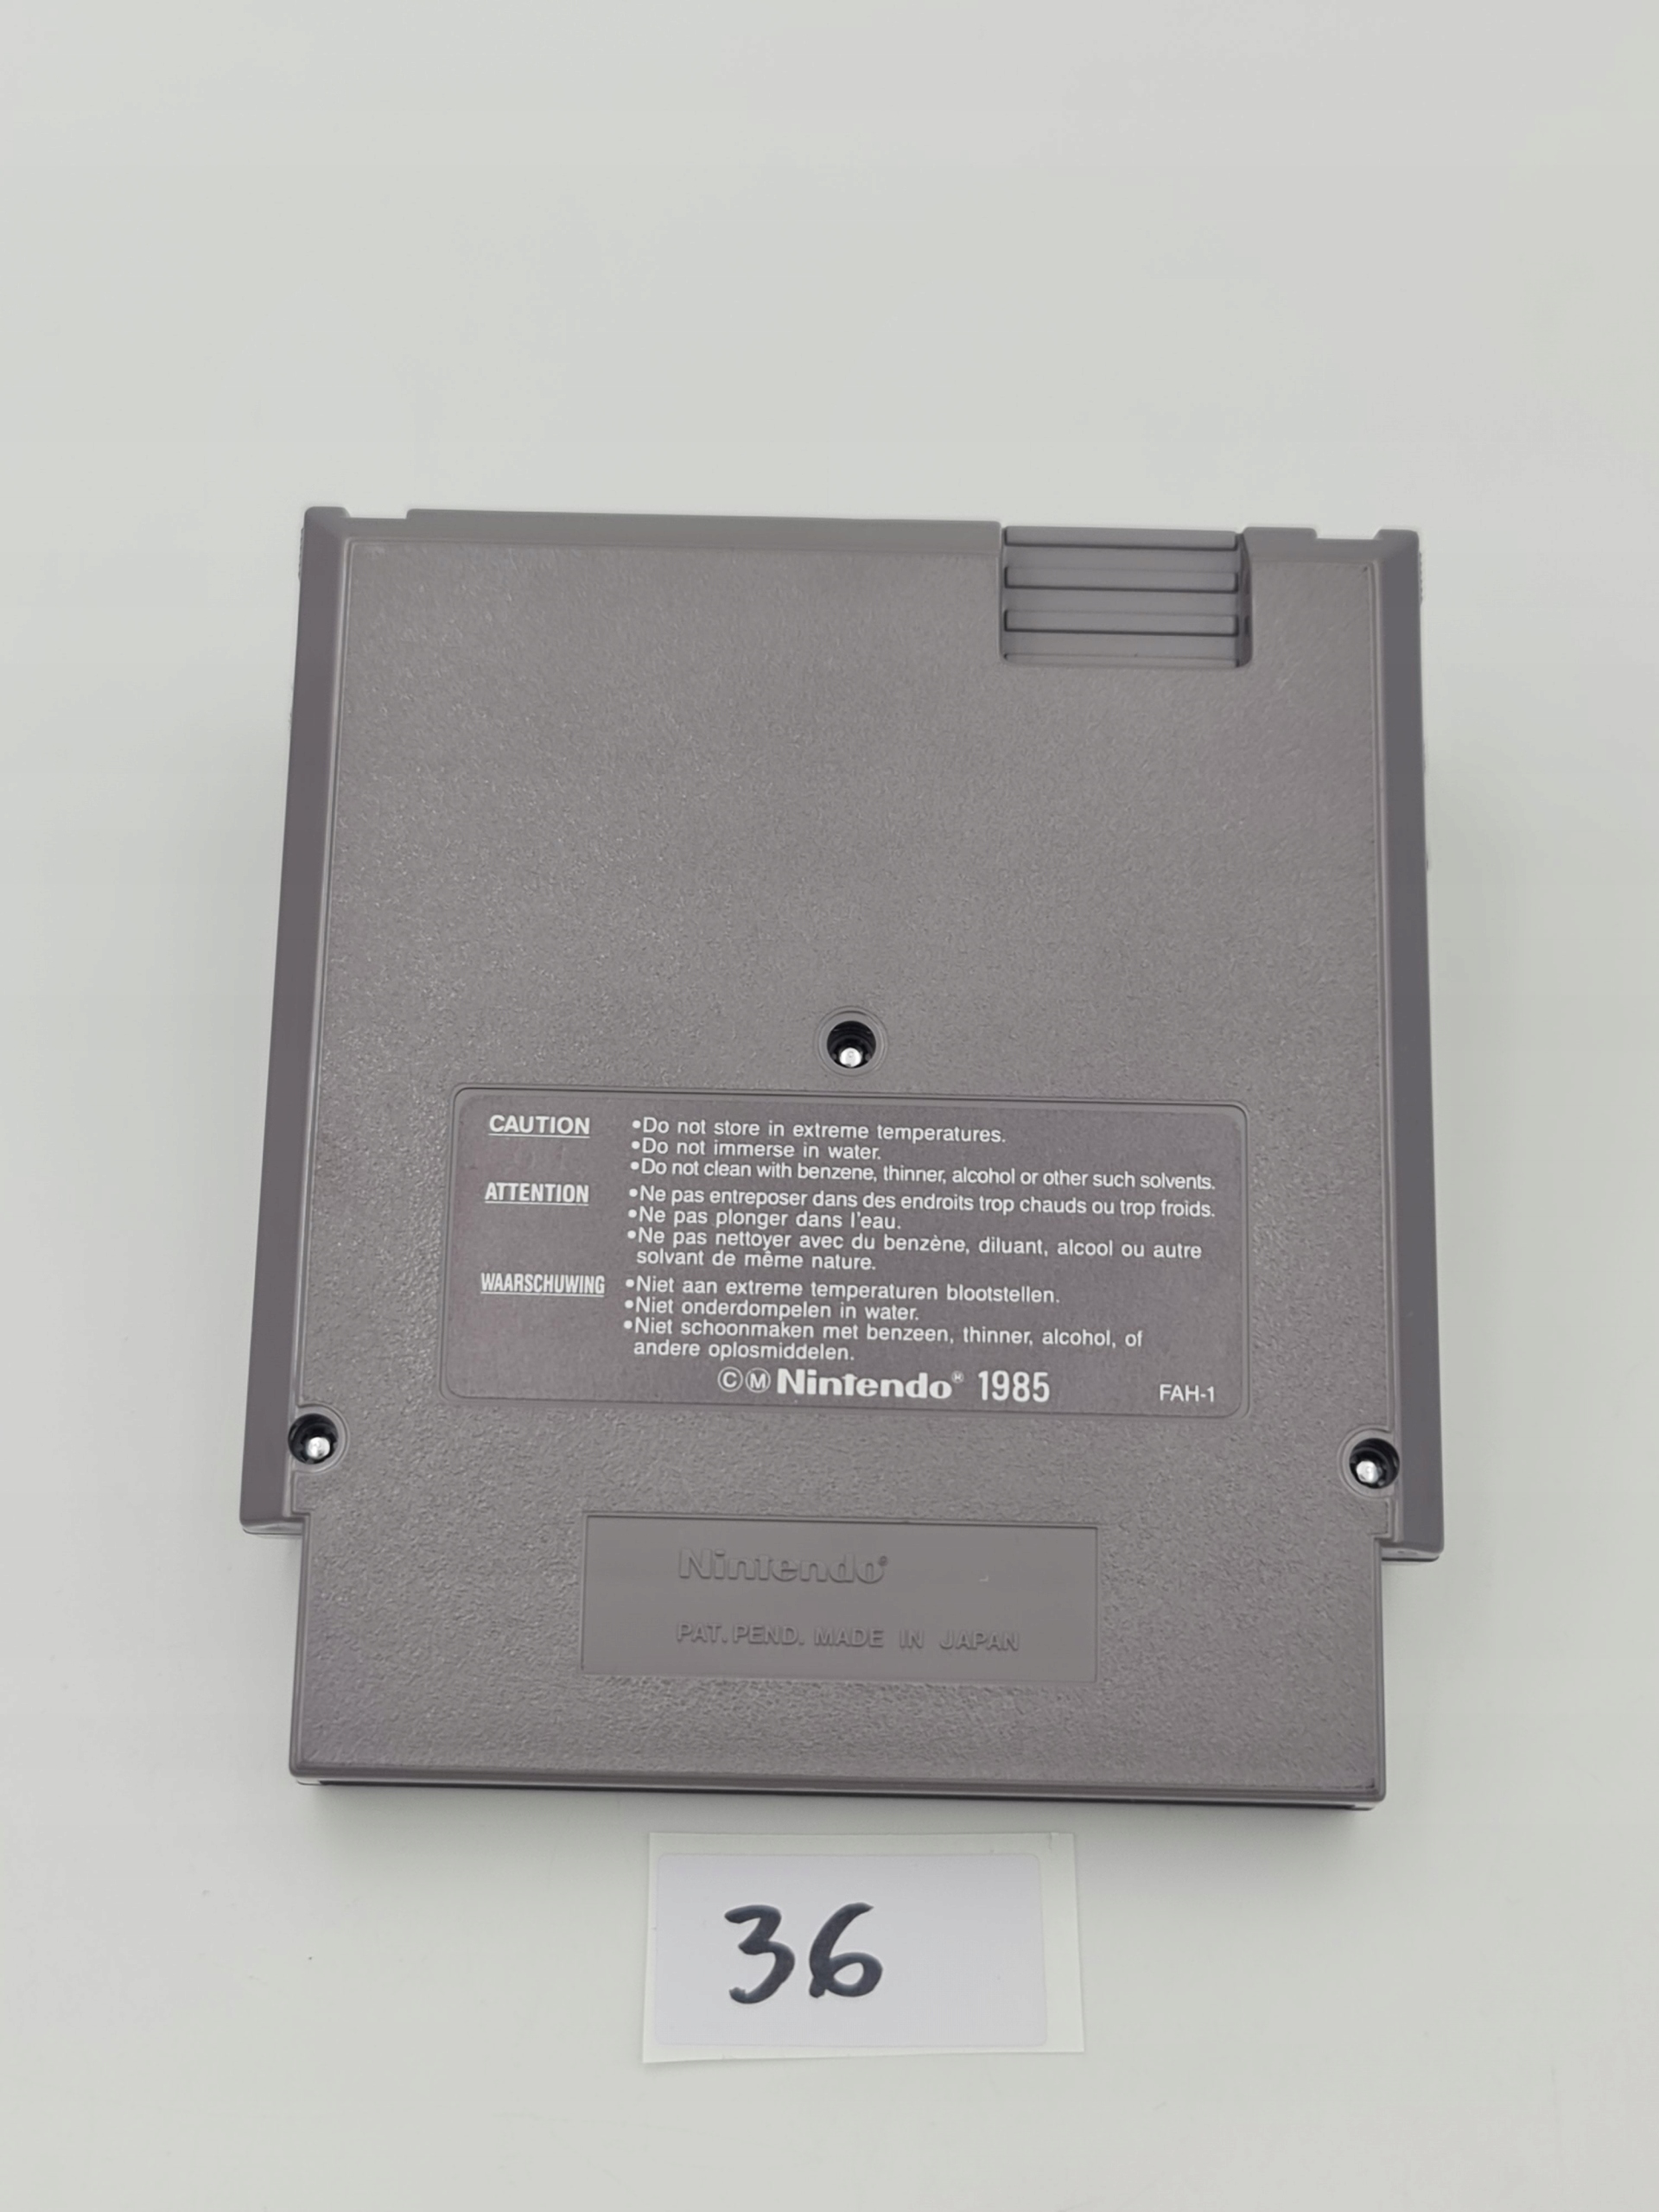 CAUTION •Do not store in extreme temperatures.
•Do not immerse in water.
•Do not clean with benzene, thinner, alcohol or other such solvents.
ATTENTION •Ne pas entreposer dans des endroits trop chauds ou trop froids.
•Ne pas plonger dans l'eau.
•Ne pas nettoyer avec du benzène, diluant, alcool ou autre
solvant de même nature.
WAARSCHUWING •Niet aan extreme temperaturen blootstellen.
•Niet onderdompelen in water.
•Niet schoonmaken met benzeen, thinner, alcohol, of
andere oplosmiddelen.
©Ⓜ Nintendo® 1985 FAH-1
Nintendo®
PAT. PEND. MADE IN JAPAN
36